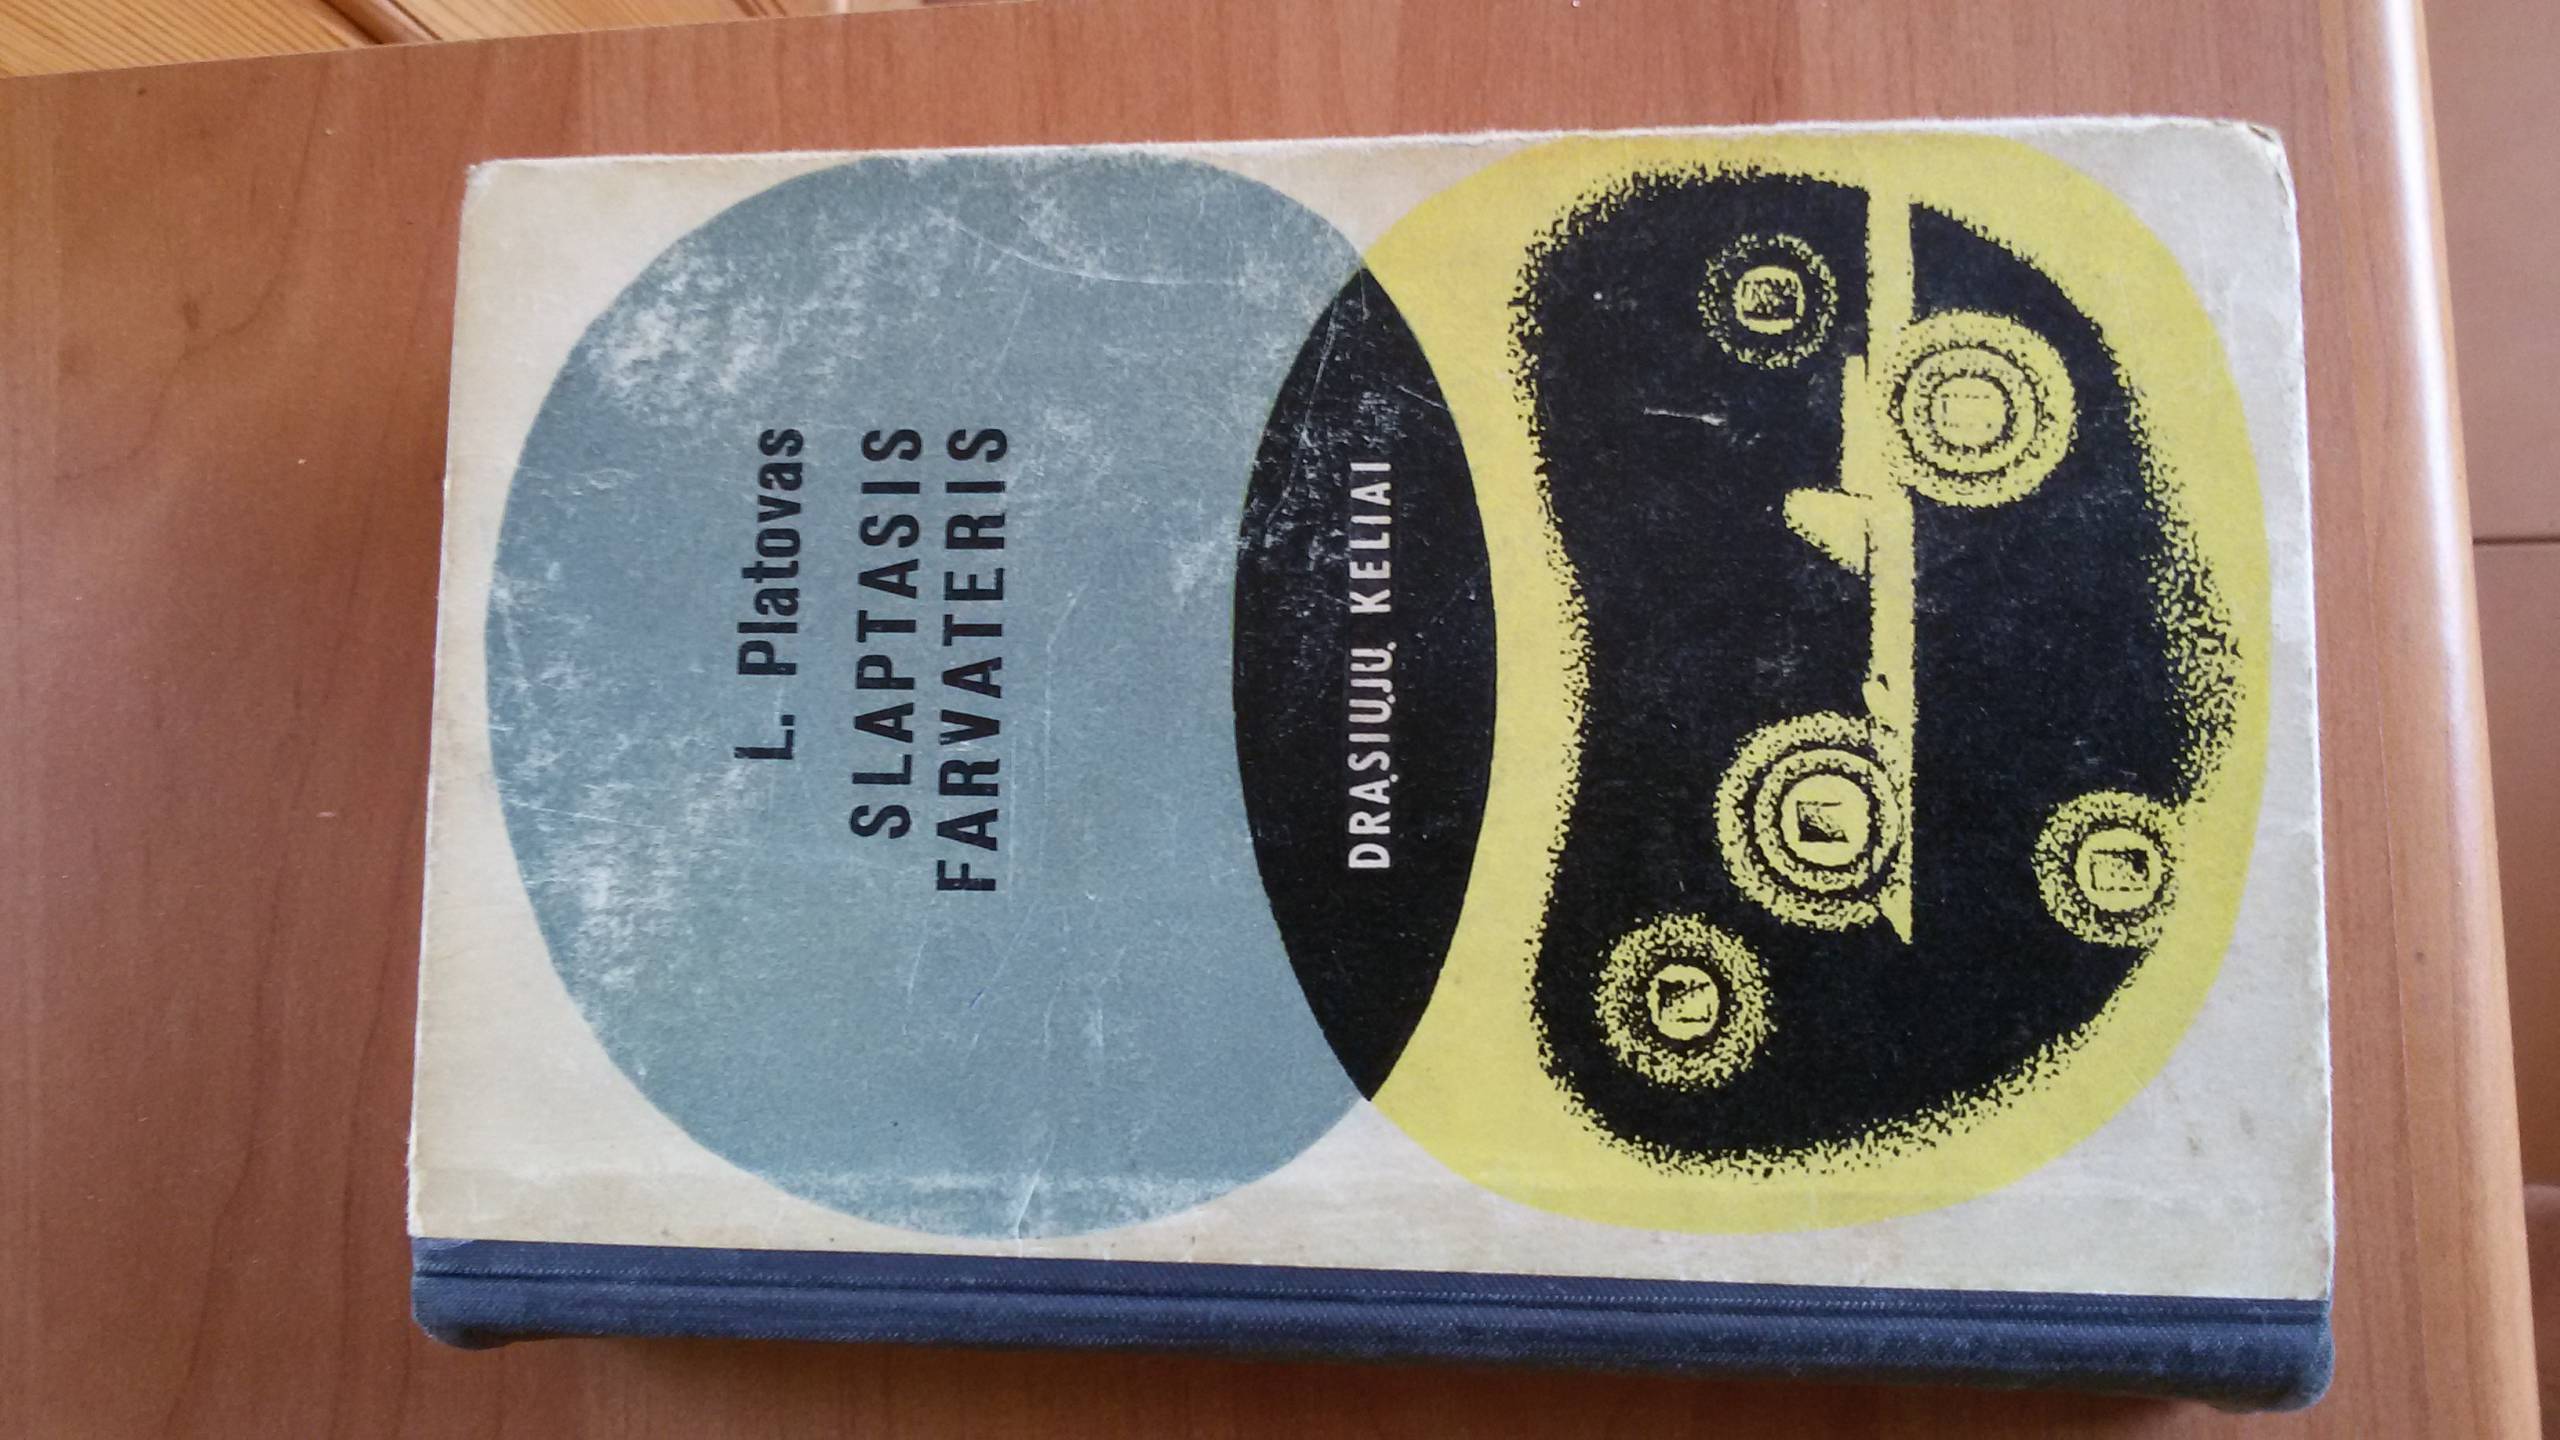 L. Platovas
SLAPTASIS
FARVATERIS
DRĄSIŲJŲ KELIAI